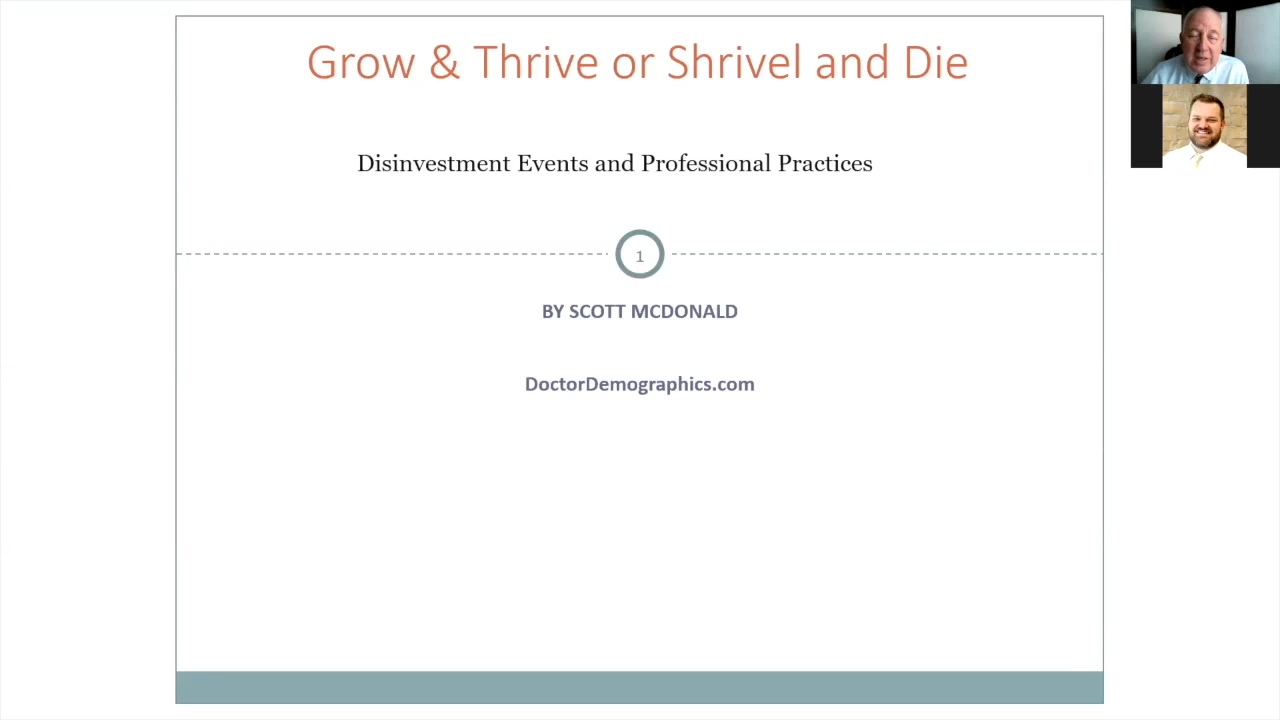 Grow & Thrive or Shrivel and Die
Disinvestment Events and Professional Practices
1
BY SCOTT MCDONALD
DoctorDemographics.com